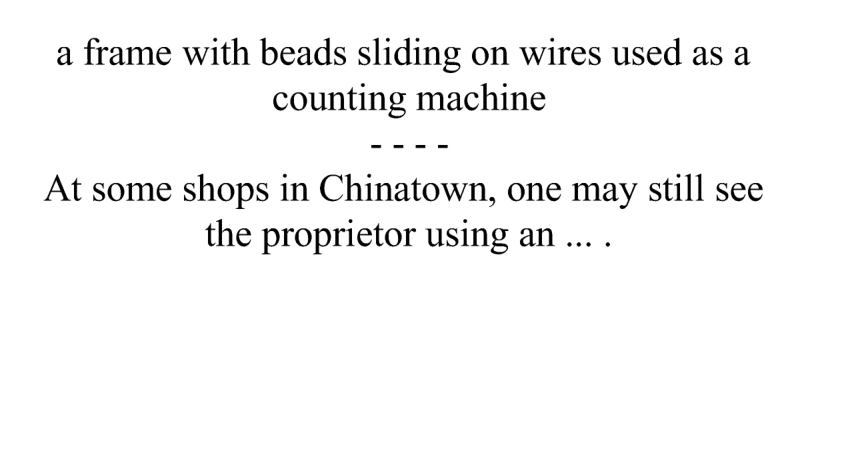 a frame with beads sliding on wires used as a
counting machine
- - - -
At some shops in Chinatown, one may still see
the proprietor using an ... .